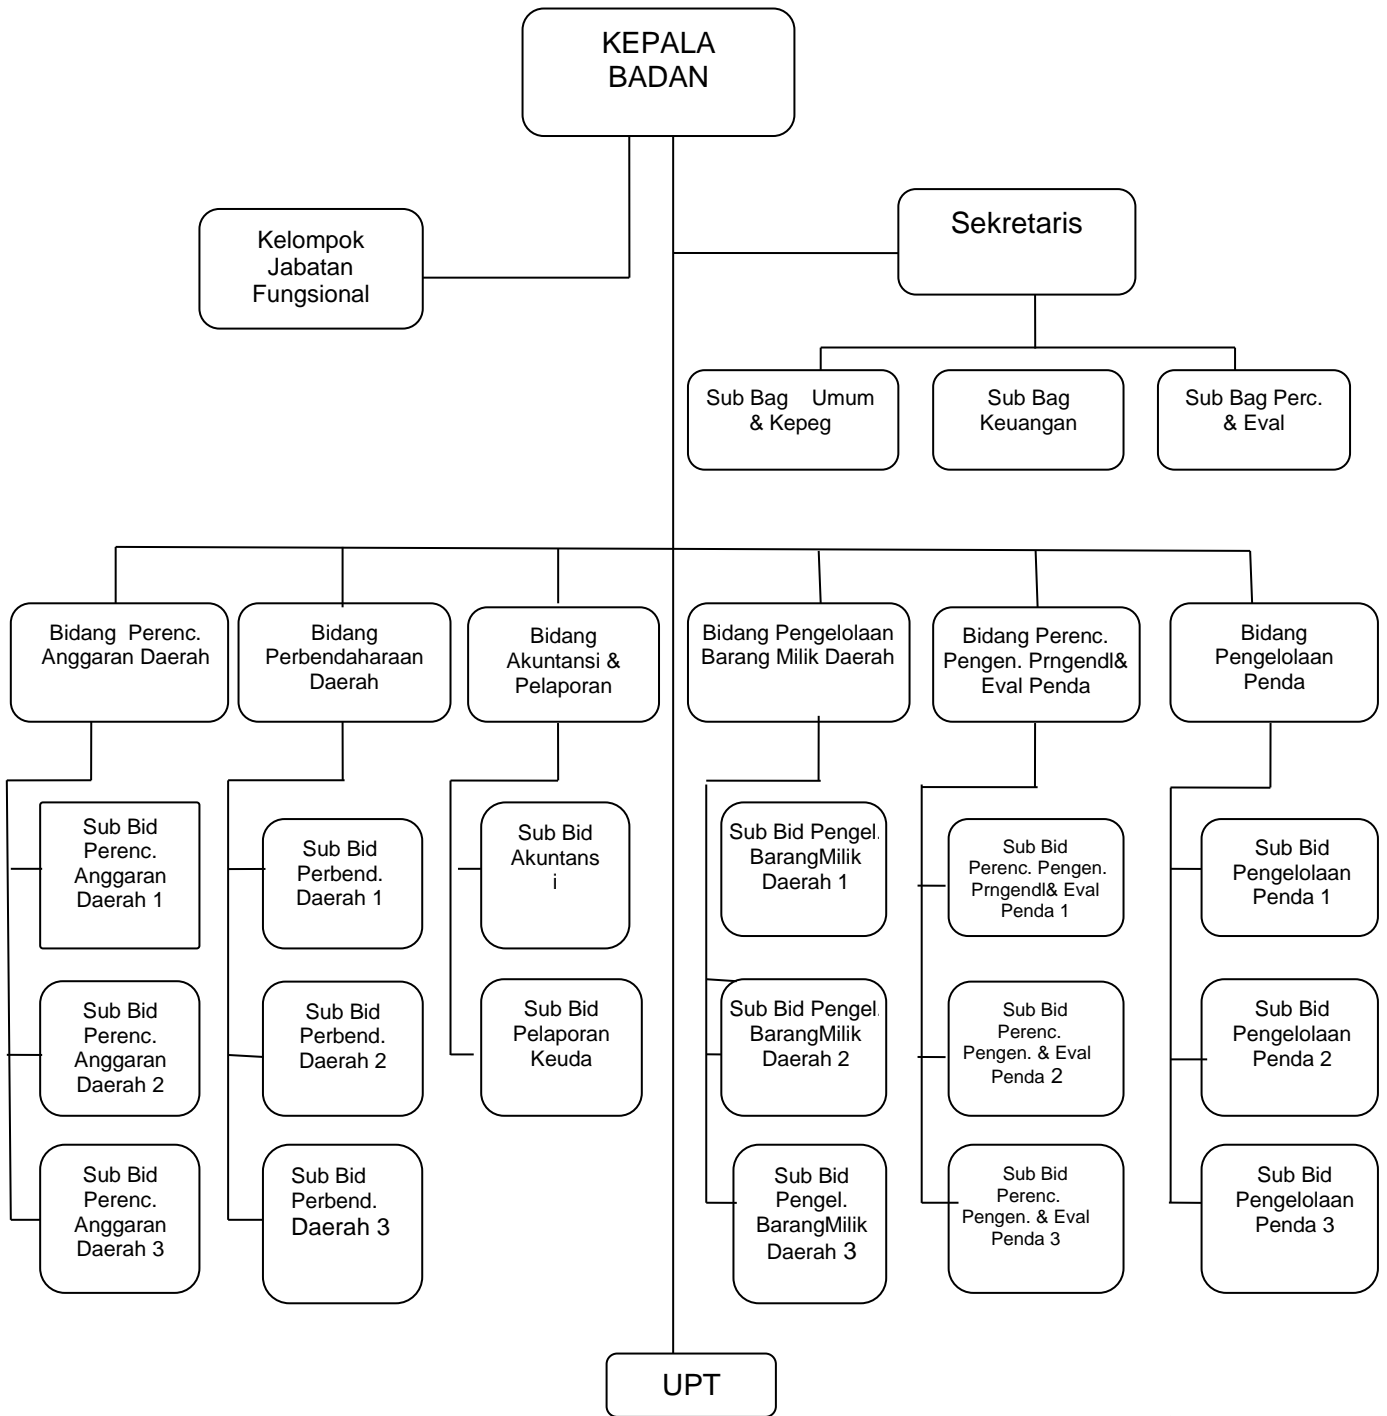 KEPALA
BADAN
Kelompok
Jabatan
Fungsional
Sekretaris
Sub Bag Umum
& Kepeg
Sub Bag
Keuangan
Sub Bag Perc.
& Eval
Bidang Perenc.
Anggaran Daerah
Bidang
Perbendaharaan
Daerah
Bidang
Akuntansi &
Pelaporan
Bidang Pengelolaan
Barang Milik Daerah
Bidang Perenc.
Pengen. Prngendl&
Eval Penda
Bidang
Pengelolaan
Penda
Sub Bid
Perenc.
Anggaran
Daerah 1
Sub Bid
Perbend.
Daerah 1
Sub Bid
Akuntans
i
Sub Bid Pengel.
BarangMilik
Daerah 1
Sub Bid
Perenc. Pengen.
Prngendl& Eval
Penda 1
Sub Bid
Pengelolaan
Penda 1
Sub Bid
Perenc.
Anggaran
Daerah 2
Sub Bid
Perbend.
Daerah 2
Sub Bid
Pelaporan
Keuda
Sub Bid Pengel.
BarangMilik
Daerah 2
Sub Bid
Perenc.
Pengen. & Eval
Penda 2
Sub Bid
Pengelolaan
Penda 2
Sub Bid
Perenc.
Anggaran
Daerah 3
Sub Bid
Perbend.
Daerah 3
Sub Bid
Pengel.
BarangMilik
Daerah 3
Sub Bid
Perenc.
Pengen. & Eval
Penda 3
Sub Bid
Pengelolaan
Penda 3
UPT